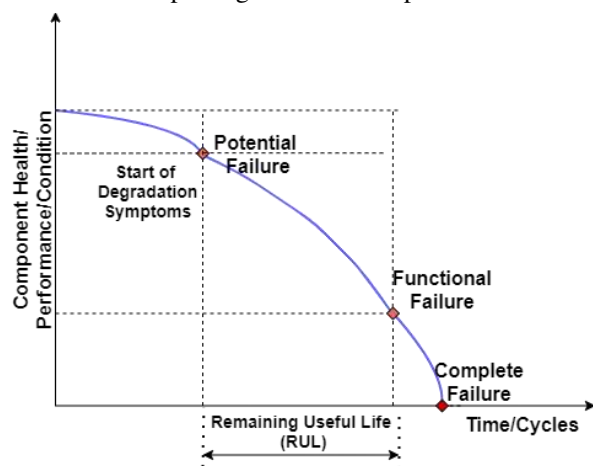 Component Health/
Performance/Condition
Potential
Failure
Start of
Degradation
Symptoms
Functional
Failure
Complete
Failure
Remaining Useful Life
(RUL)
Time/Cycles